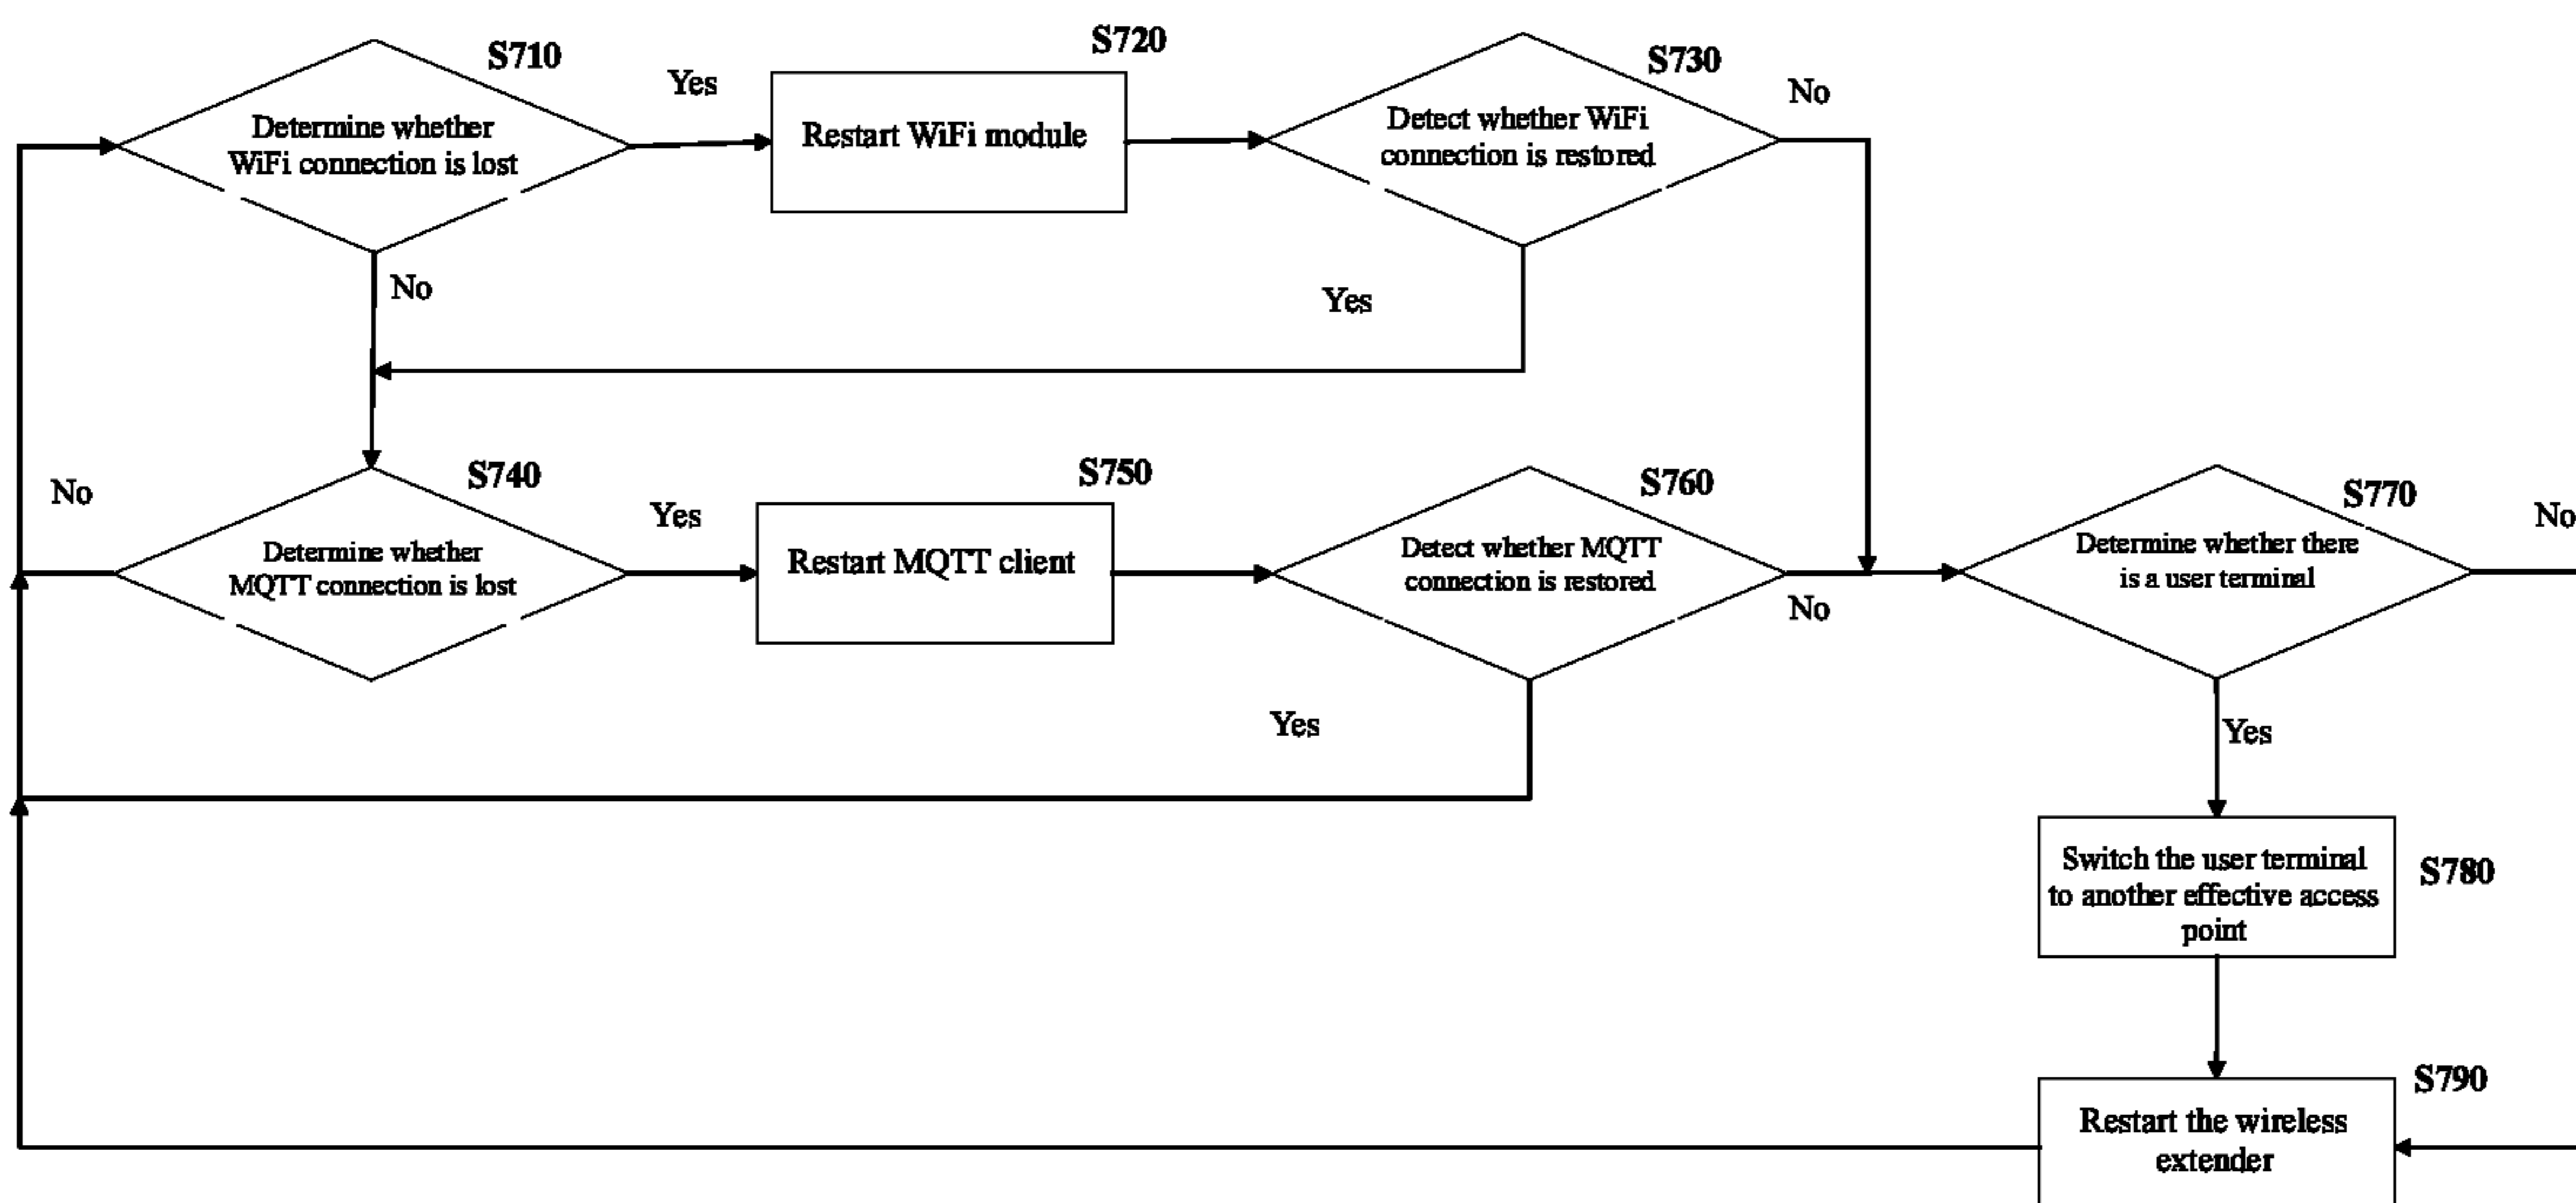 S710
Yes
S720
S730
No
Determine whether
WiFi connection is lost
Restart WiFi module
Detect whether WiFi
connection is restored
No
Yes
No
S740
Yes
S750
S760
S770
No
Determine whether
MQTT connection is lost
Restart MQTT client
Detect whether MQTT
connection is restored
No
Determine whether there
is a user terminal
Yes
Yes
Switch the user terminal
to another effective access
point
S780
S790
Restart the wireless
extender